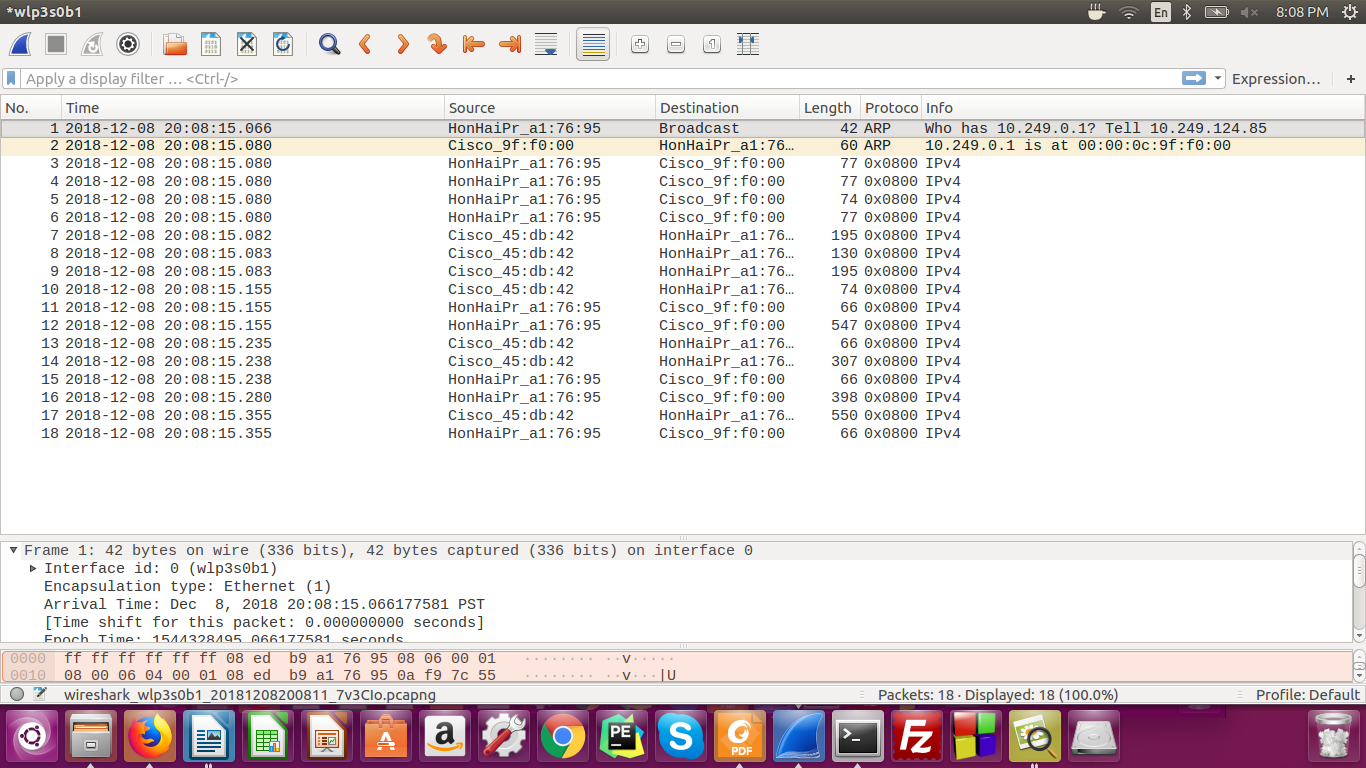 *wlp3s0b1 En 8:08 PM
Apply a display filter … <Ctrl-/> Expression… +
No. Time Source Destination Length Protoco Info
1 2018-12-08 20:08:15.066 HonHaiPr_a1:76:95 Broadcast 42 ARP Who has 10.249.0.1? Tell 10.249.124.85
2 2018-12-08 20:08:15.080 Cisco_9f:f0:00 HonHaiPr_a1:76… 60 ARP 10.249.0.1 is at 00:00:0c:9f:f0:00
3 2018-12-08 20:08:15.080 HonHaiPr_a1:76:95 Cisco_9f:f0:00 77 0x0800 IPv4
4 2018-12-08 20:08:15.080 HonHaiPr_a1:76:95 Cisco_9f:f0:00 77 0x0800 IPv4
5 2018-12-08 20:08:15.080 HonHaiPr_a1:76:95 Cisco_9f:f0:00 74 0x0800 IPv4
6 2018-12-08 20:08:15.080 HonHaiPr_a1:76:95 Cisco_9f:f0:00 77 0x0800 IPv4
7 2018-12-08 20:08:15.082 Cisco_45:db:42 HonHaiPr_a1:76… 195 0x0800 IPv4
8 2018-12-08 20:08:15.083 Cisco_45:db:42 HonHaiPr_a1:76… 130 0x0800 IPv4
9 2018-12-08 20:08:15.083 Cisco_45:db:42 HonHaiPr_a1:76… 195 0x0800 IPv4
10 2018-12-08 20:08:15.155 Cisco_45:db:42 HonHaiPr_a1:76… 74 0x0800 IPv4
11 2018-12-08 20:08:15.155 HonHaiPr_a1:76:95 Cisco_9f:f0:00 66 0x0800 IPv4
12 2018-12-08 20:08:15.155 HonHaiPr_a1:76:95 Cisco_9f:f0:00 547 0x0800 IPv4
13 2018-12-08 20:08:15.235 Cisco_45:db:42 HonHaiPr_a1:76… 66 0x0800 IPv4
14 2018-12-08 20:08:15.238 Cisco_45:db:42 HonHaiPr_a1:76… 307 0x0800 IPv4
15 2018-12-08 20:08:15.238 HonHaiPr_a1:76:95 Cisco_9f:f0:00 66 0x0800 IPv4
16 2018-12-08 20:08:15.280 HonHaiPr_a1:76:95 Cisco_9f:f0:00 398 0x0800 IPv4
17 2018-12-08 20:08:15.355 Cisco_45:db:42 HonHaiPr_a1:76… 550 0x0800 IPv4
18 2018-12-08 20:08:15.355 HonHaiPr_a1:76:95 Cisco_9f:f0:00 66 0x0800 IPv4
Frame 1: 42 bytes on wire (336 bits), 42 bytes captured (336 bits) on interface 0
Interface id: 0 (wlp3s0b1)
Encapsulation type: Ethernet (1)
Arrival Time: Dec  8, 2018 20:08:15.066177581 PST
[Time shift for this packet: 0.000000000 seconds]
Epoch Time: 1544328495.066177581 seconds
0000 ff ff ff ff ff ff 08 ed b9 a1 76 95 08 06 00 01 ········ ··v·····
0010 08 00 06 04 00 01 08 ed b9 a1 76 95 0a f9 7c 55 ········ ··v···|U
wireshark_wlp3s0b1_20181208200811_7v3CIo.pcapng Packets: 18 · Displayed: 18 (100.0%) Profile: Default
A a PE S PDF >_ Fz